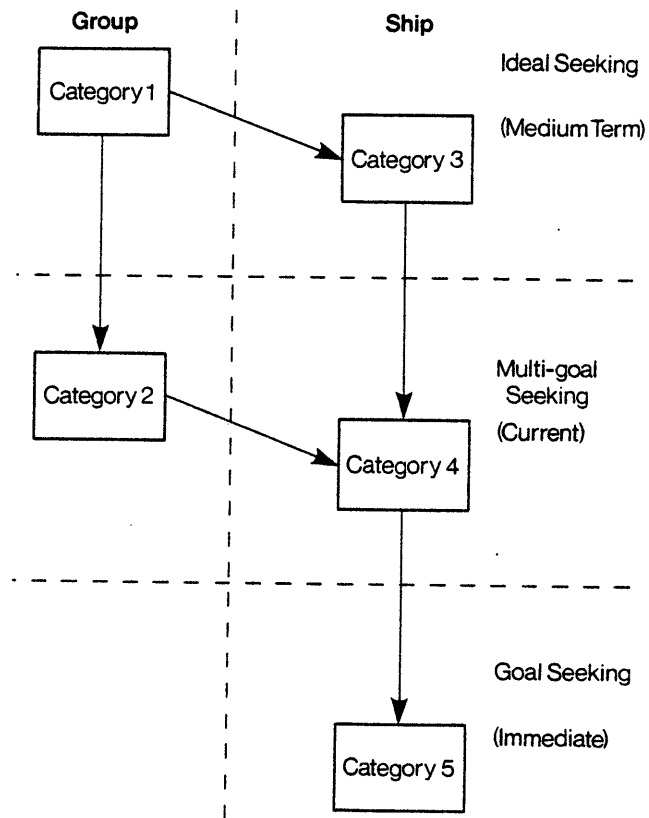 Group
Ship
Ideal Seeking
Category 1
(Medium Term)
Category 3
Multi-goal
Seeking
Category 2
(Current)
Category 4
Goal Seeking
(Immediate)
Category 5